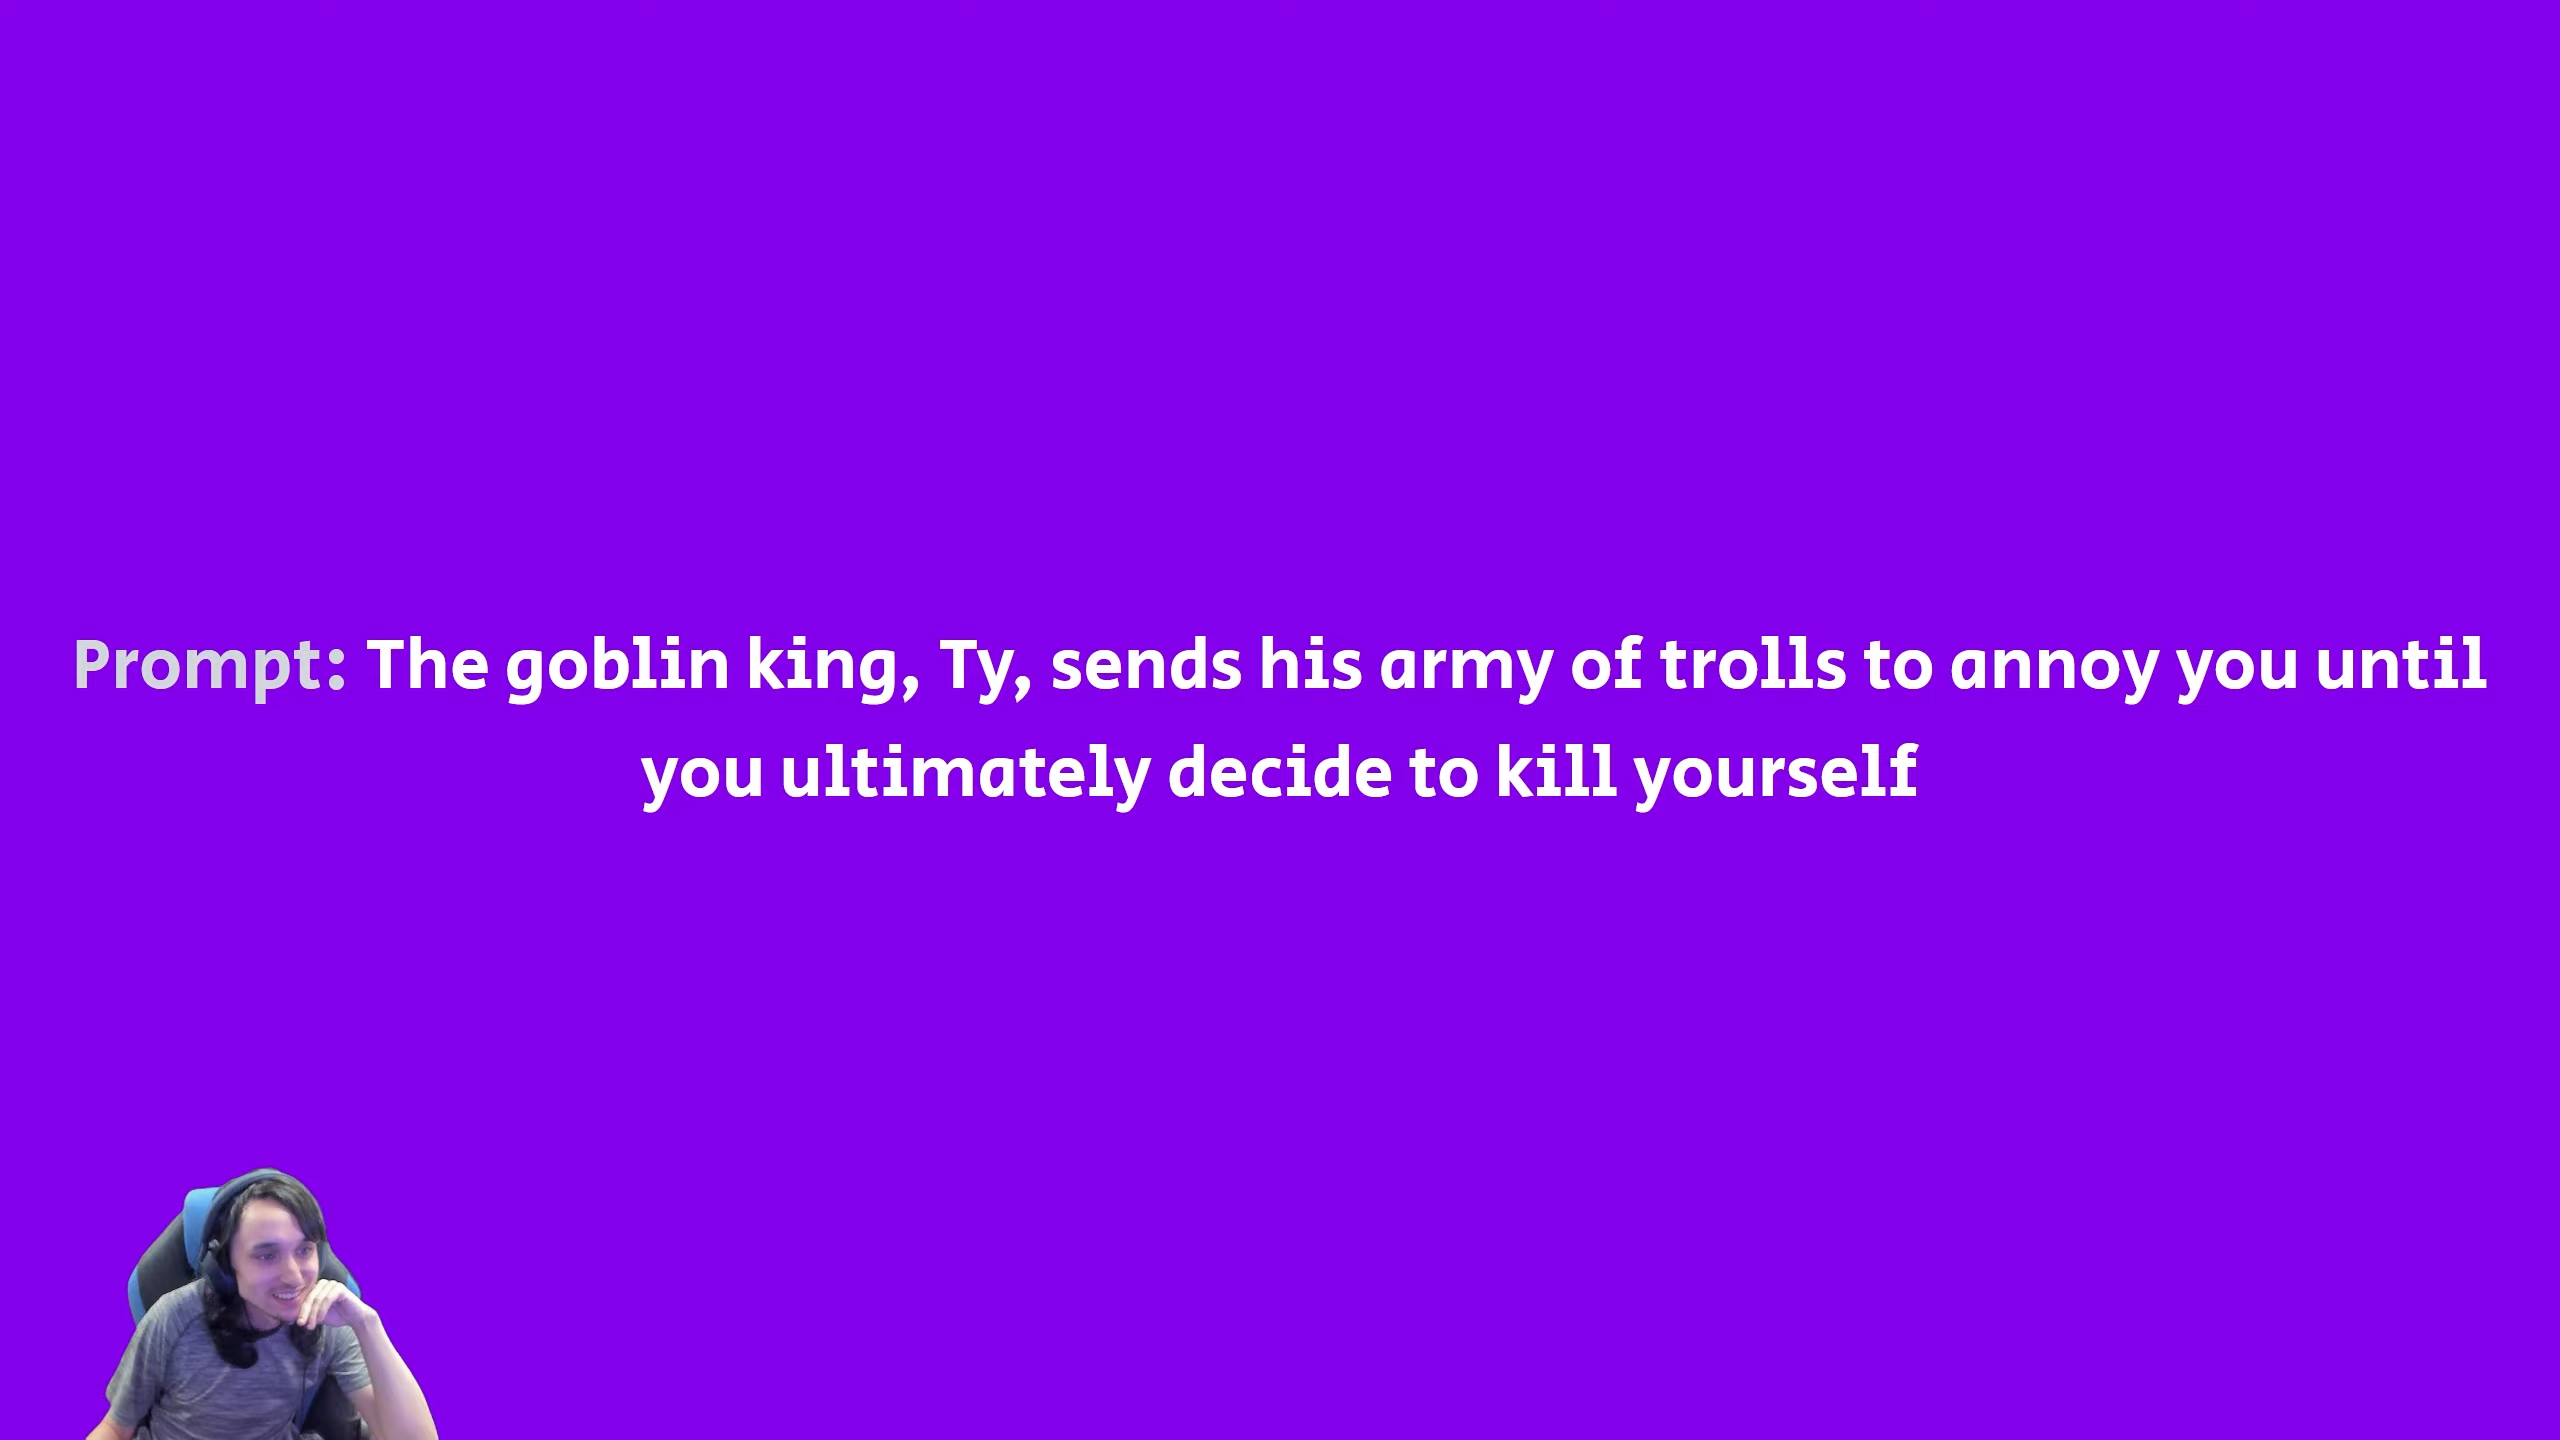 Prompt: The goblin king, Ty, sends his army of trolls to annoy you until
you ultimately decide to kill yourself